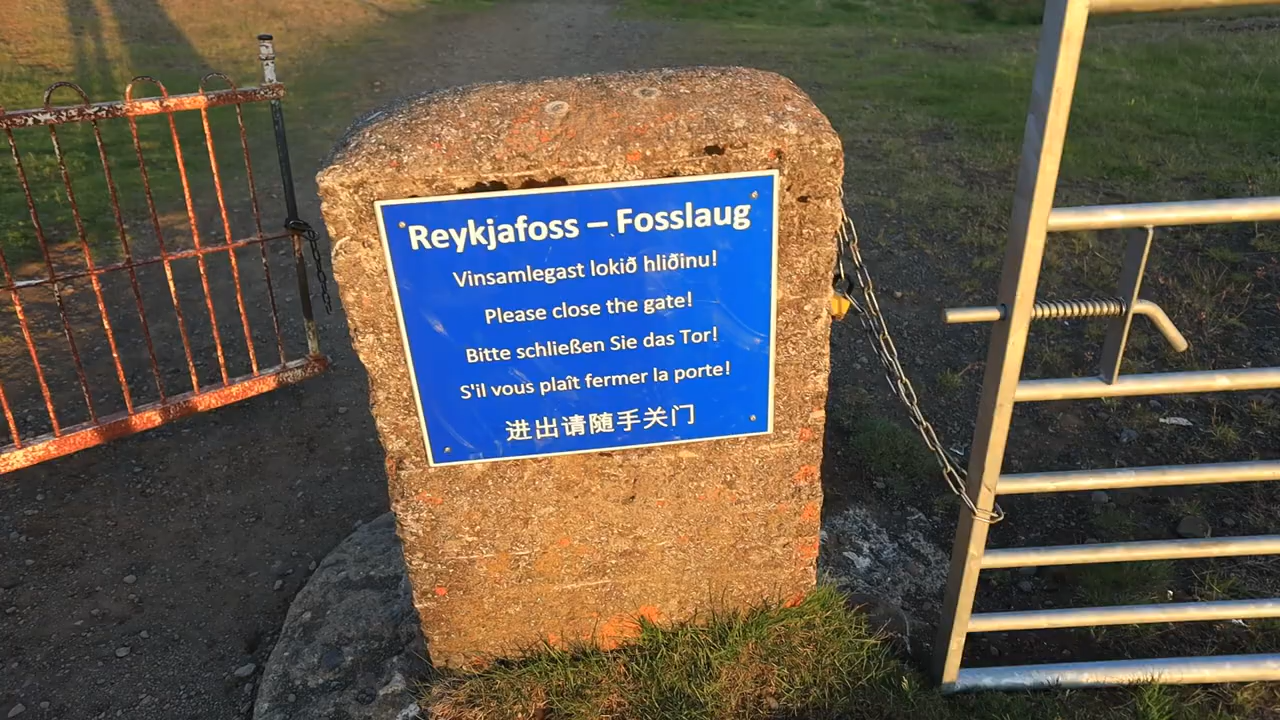 Reykjafoss – Fosslaug
Vinsamlegast lokið hliðinu!
Please close the gate!
Bitte schließen Sie das Tor!
S'il vous plaît fermer la porte!
进出请随手关门